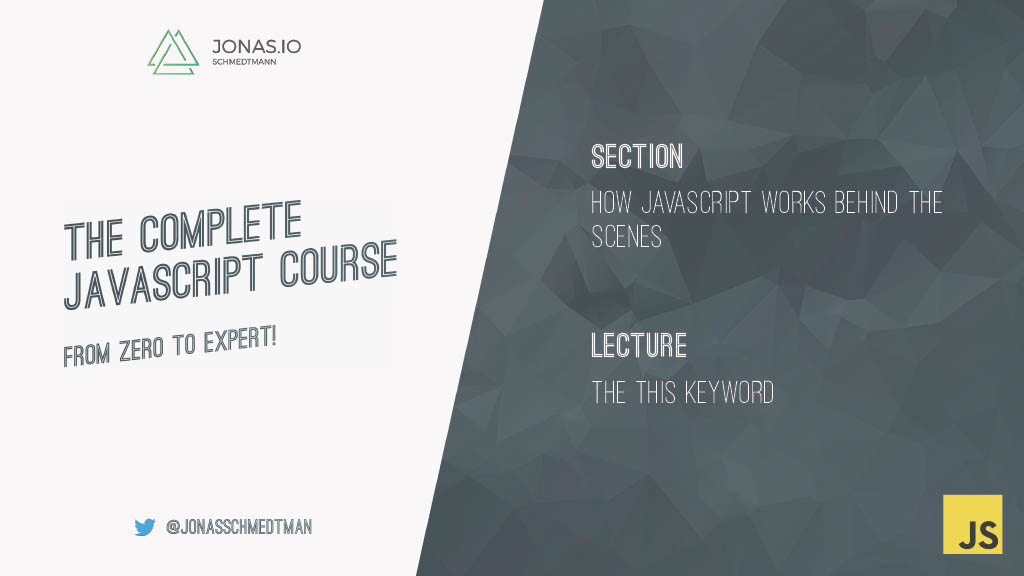 JONAS.IO
SCHMEDTMANN
THE COMPLETE
JAVASCRIPT COURSE
FROM ZERO TO EXPERT!
@JONASSCHMEDTMAN
SECTION
HOW JAVASCRIPT WORKS BEHIND THE
SCENES
LECTURE
THE THIS KEYWORD
JS